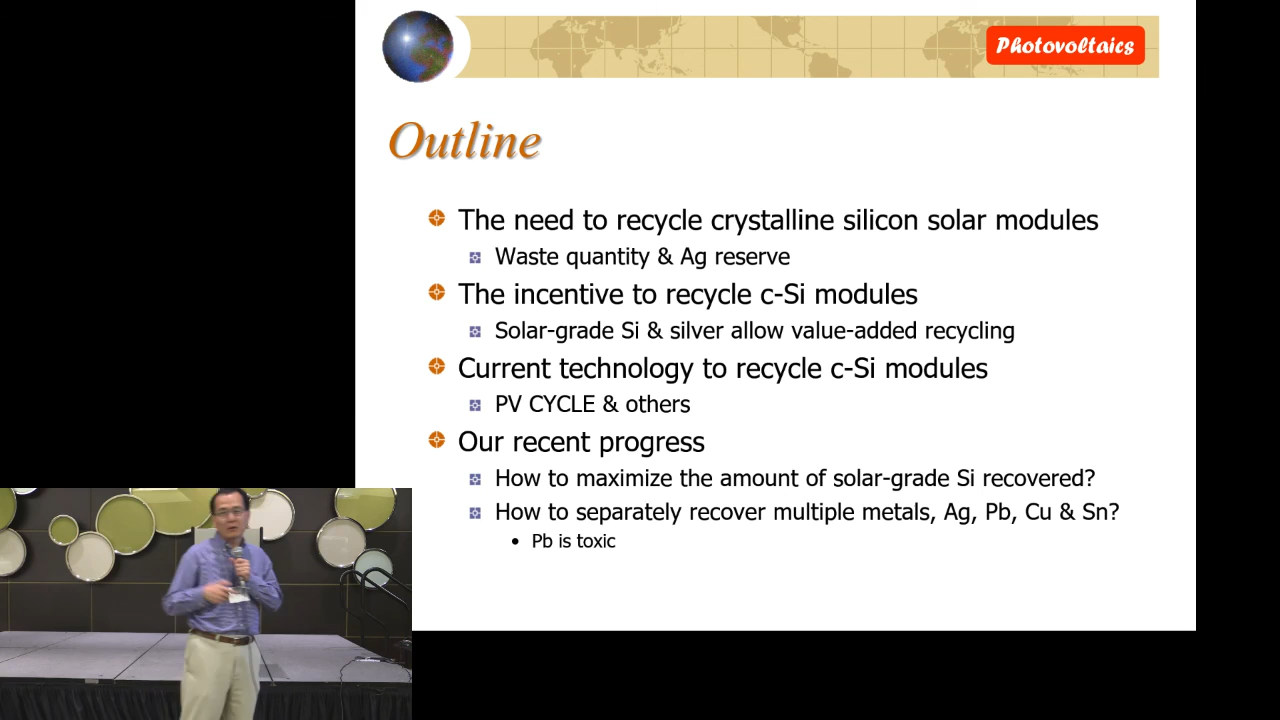 Photovoltaics
Outline
The need to recycle crystalline silicon solar modules
Waste quantity & Ag reserve
The incentive to recycle c-Si modules
Solar-grade Si & silver allow value-added recycling
Current technology to recycle c-Si modules
PV CYCLE & others
Our recent progress
How to maximize the amount of solar-grade Si recovered?
How to separately recover multiple metals, Ag, Pb, Cu & Sn?
• Pb is toxic